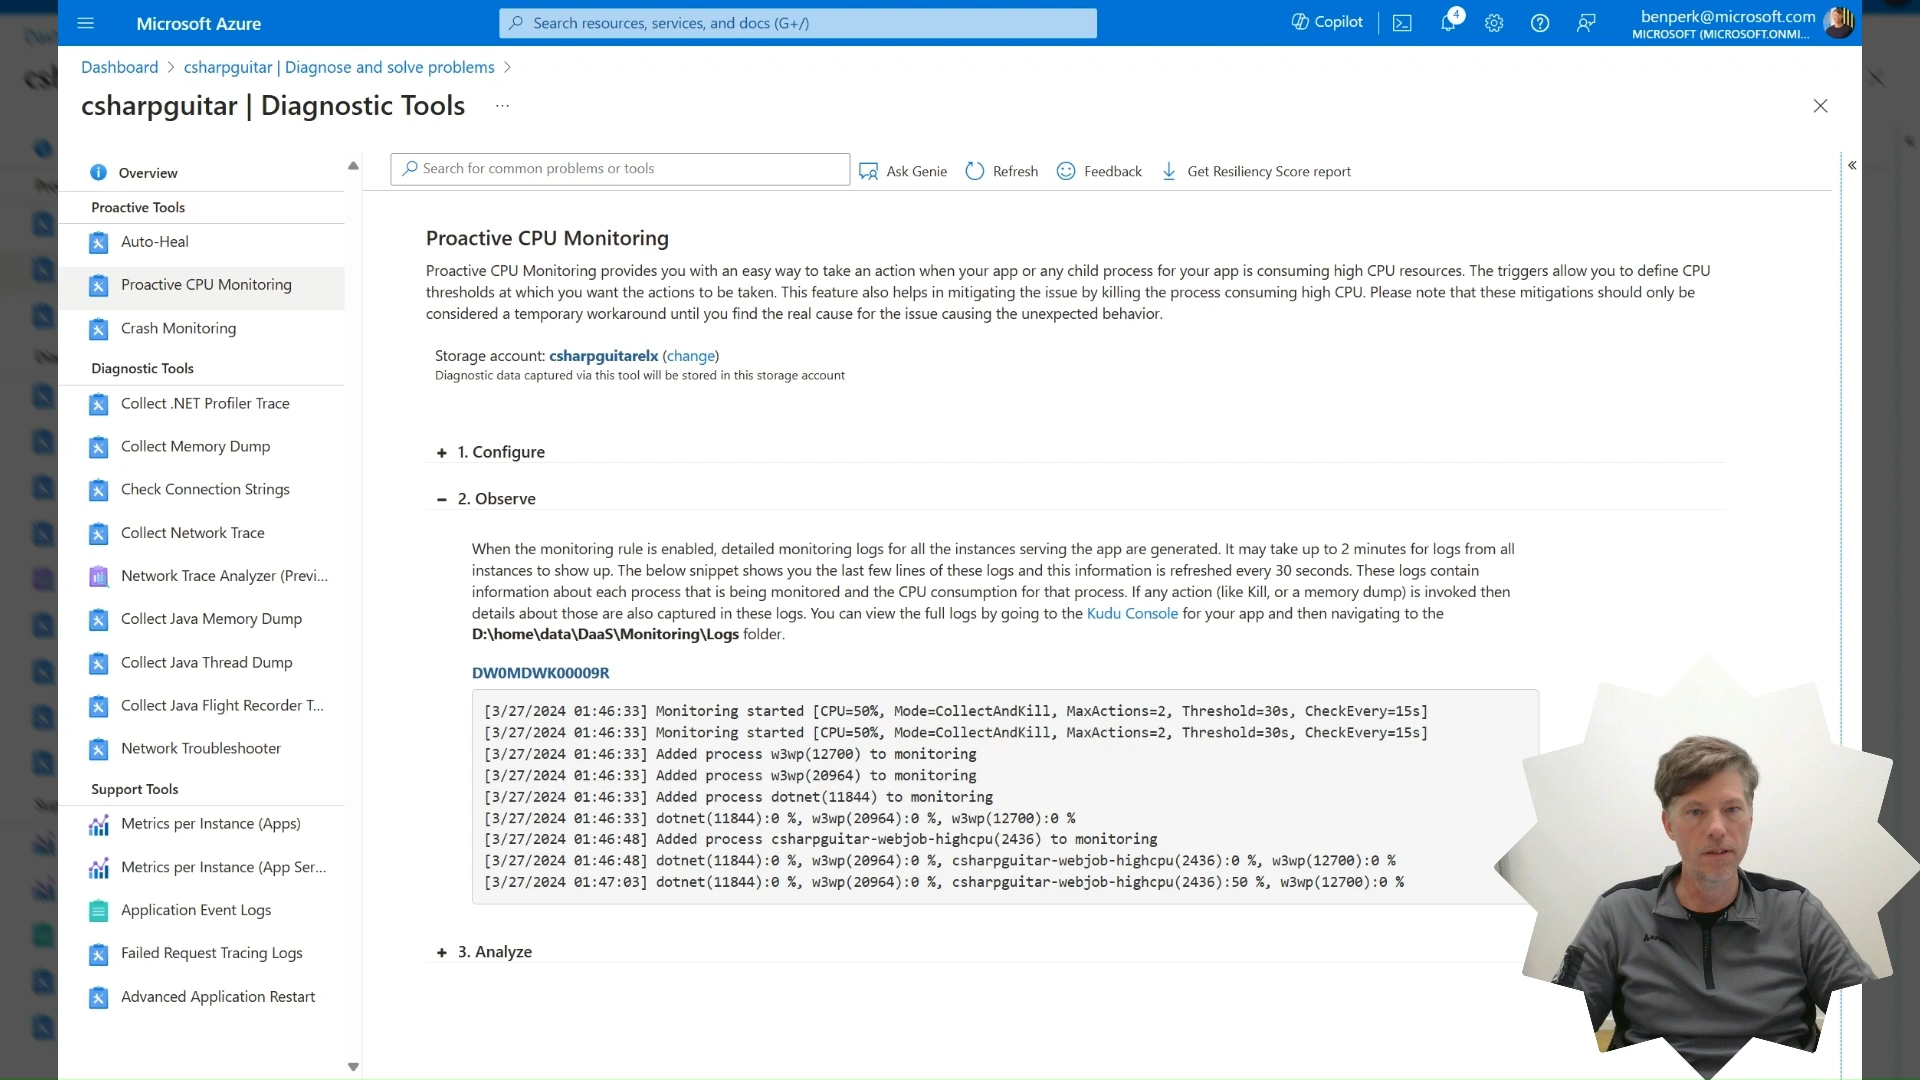 Microsoft Azure
Search resources, services, and docs (G+/)
Copilot
4
benperk@microsoft.com
MICROSOFT (MICROSOFT.ONMI...
Dashboard > csharpguitar | Diagnose and solve problems >
csharpguitar | Diagnostic Tools ...
Overview
Proactive Tools
Auto-Heal
Proactive CPU Monitoring
Crash Monitoring
Diagnostic Tools
Collect .NET Profiler Trace
Collect Memory Dump
Check Connection Strings
Collect Network Trace
Network Trace Analyzer (Previ...
Collect Java Memory Dump
Collect Java Thread Dump
Collect Java Flight Recorder T...
Network Troubleshooter
Support Tools
Metrics per Instance (Apps)
Metrics per Instance (App Ser...
Application Event Logs
Failed Request Tracing Logs
Advanced Application Restart
Search for common problems or tools
Ask Genie
Refresh
Feedback
Get Resiliency Score report
Proactive CPU Monitoring
Proactive CPU Monitoring provides you with an easy way to take an action when your app or any child process for your app is consuming high CPU resources. The triggers allow you to define CPU
thresholds at which you want the actions to be taken. This feature also helps in mitigating the issue by killing the process consuming high CPU. Please note that these mitigations should only be
considered a temporary workaround until you find the real cause for the issue causing the unexpected behavior.
Storage account: csharpguitarelx (change)
Diagnostic data captured via this tool will be stored in this storage account
+ 1. Configure
− 2. Observe
When the monitoring rule is enabled, detailed monitoring logs for all the instances serving the app are generated. It may take up to 2 minutes for logs from all
instances to show up. The below snippet shows you the last few lines of these logs and this information is refreshed every 30 seconds. These logs contain
information about each process that is being monitored and the CPU consumption for that process. If any action (like Kill, or a memory dump) is invoked then
details about those are also captured in these logs. You can view the full logs by going to the Kudu Console for your app and then navigating to the
D:\home\data\DaaS\Monitoring\Logs folder.
DW0MDWK00009R
[3/27/2024 01:46:33] Monitoring started [CPU=50%, Mode=CollectAndKill, MaxActions=2, Threshold=30s, CheckEvery=15s]
[3/27/2024 01:46:33] Monitoring started [CPU=50%, Mode=CollectAndKill, MaxActions=2, Threshold=30s, CheckEvery=15s]
[3/27/2024 01:46:33] Added process w3wp(12700) to monitoring
[3/27/2024 01:46:33] Added process w3wp(20964) to monitoring
[3/27/2024 01:46:33] Added process dotnet(11844) to monitoring
[3/27/2024 01:46:33] dotnet(11844):0 %, w3wp(20964):0 %, w3wp(12700):0 %
[3/27/2024 01:46:48] Added process csharpguitar-webjob-highcpu(2436) to monitoring
[3/27/2024 01:46:48] dotnet(11844):0 %, w3wp(20964):0 %, csharpguitar-webjob-highcpu(2436):0 %, w3wp(12700):0 %
[3/27/2024 01:47:03] dotnet(11844):0 %, w3wp(20964):0 %, csharpguitar-webjob-highcpu(2436):50 %, w3wp(12700):0 %
+ 3. Analyze